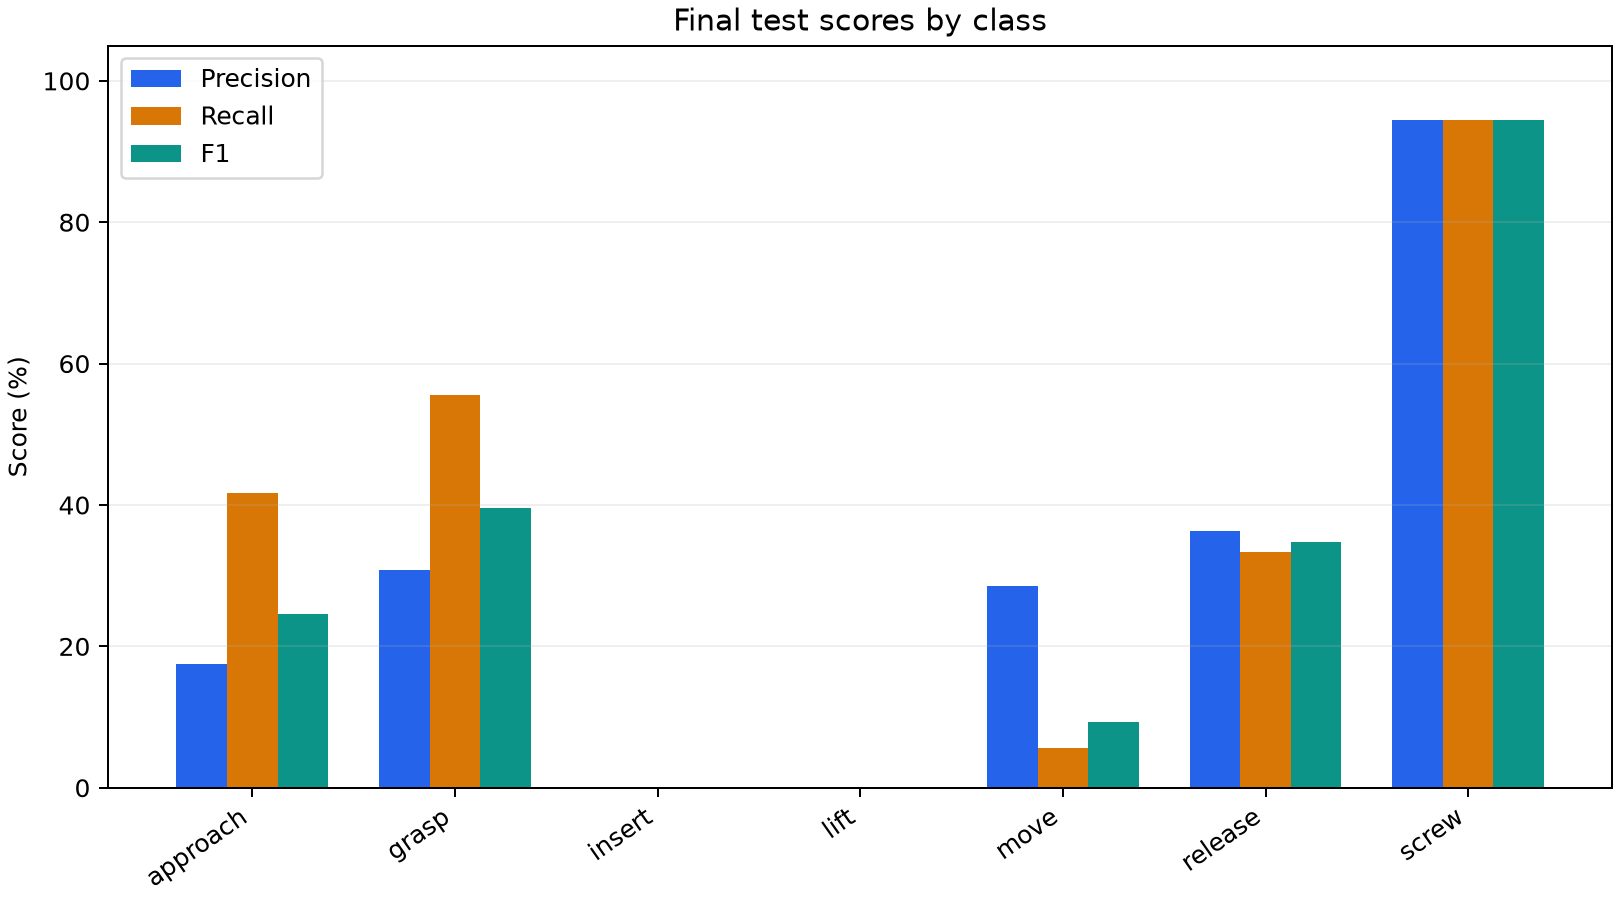 Final test scores by class
Precision
Recall
F1
Score (%)
100
80
60
40
20
0
approach
grasp
insert
lift
move
release
screw